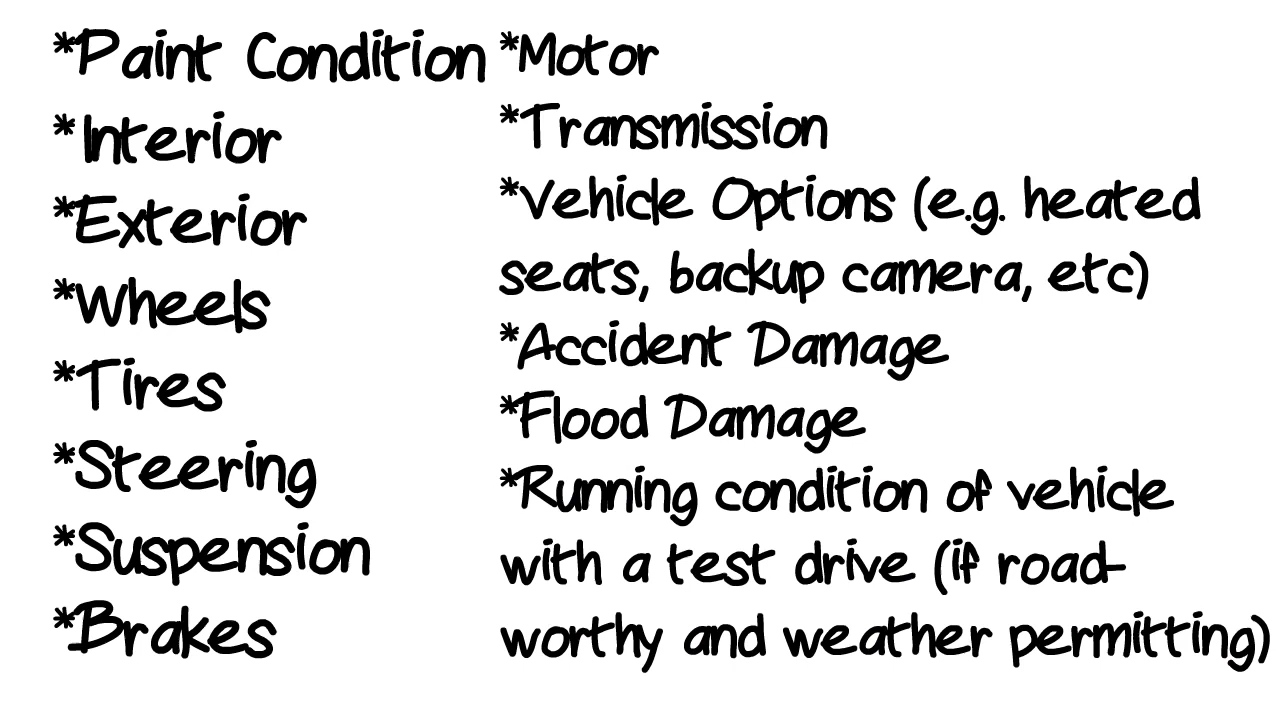 *Paint Condition
*Interior
*Exterior
*Wheels
*Tires
*Steering
*Suspension
*Brakes
*Motor
*Transmission
*Vehicle Options (e.g. heated
seats, backup camera, etc)
*Accident Damage
*Flood Damage
*Running condition of vehicle
with a test drive (if road-
worthy and weather permitting)